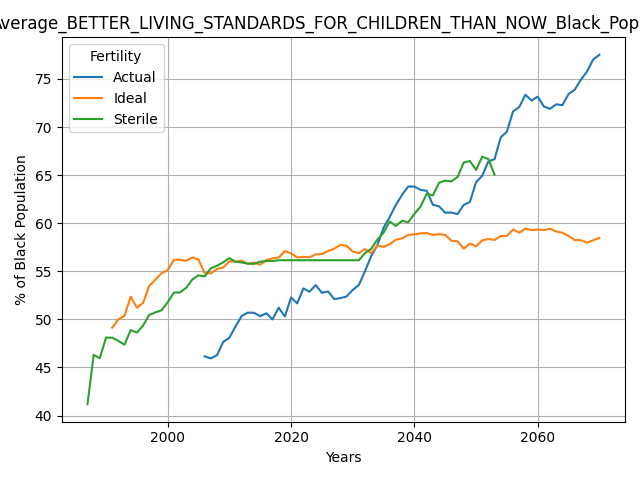 Average_BETTER_LIVING_STANDARDS_FOR_CHILDREN_THAN_NOW_Black_Pop
Fertility
Actual
Ideal
Sterile
% of Black Population
75
70
65
60
55
50
45
40
2000
2020
2040
2060
Years